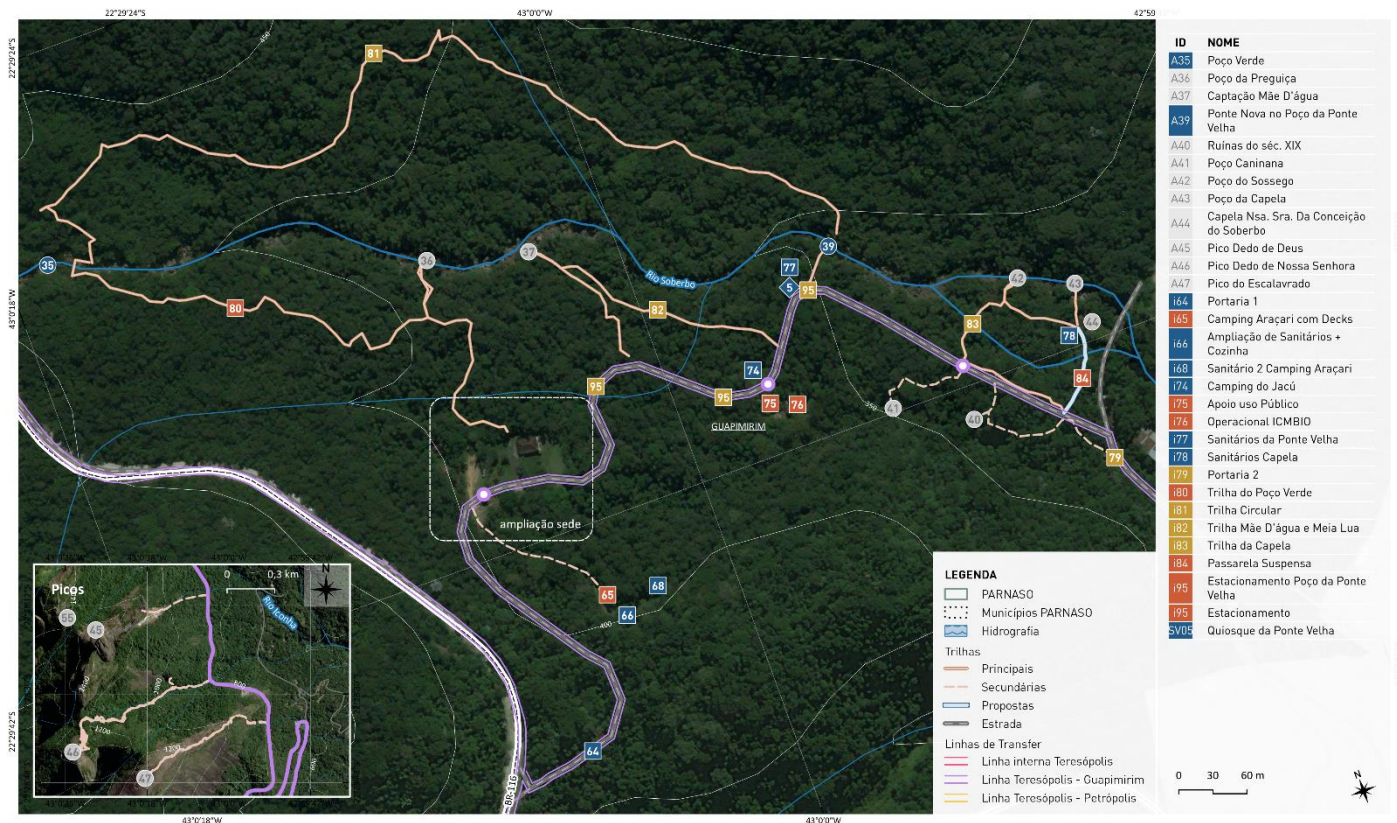 22°29'24"S
43°0'0"W
42°59
22°29'24"S
43°0'18"W
22°29'42"S
43°0'18"W
43°0'0"W
450
81
35
36
37
39
77
5
95
Rio Soberbo
80
82
42
43
83
44
78
74
95
95
75
76
84
GUAPIMIRIM
350
41
40
79
ampliação sede
65
68
66
400
64
BR-116
Picos
0 0,3 km
N
Rio Iconha
55
45
46
47
1200
600
ID NOME
A35 Poço Verde
A36 Poço da Preguiça
A37 Captação Mãe D'água
A39 Ponte Nova no Poço da Ponte
Velha
A40 Ruínas do séc. XIX
A41 Poço Caninana
A42 Poço do Sossego
A43 Poço da Capela
A44 Capela Nsa. Sra. Da Conceição
do Soberbo
A45 Pico Dedo de Deus
A46 Pico Dedo de Nossa Senhora
A47 Pico do Escalavrado
i64 Portaria 1
i65 Camping Araçari com Decks
i66 Ampliação de Sanitários +
Cozinha
i68 Sanitário 2 Camping Araçari
i74 Camping do Jacú
i75 Apoio uso Público
i76 Operacional ICMBIO
i77 Sanitários da Ponte Velha
i78 Sanitários Capela
i79 Portaria 2
i80 Trilha do Poço Verde
i81 Trilha Circular
i82 Trilha Mãe D'água e Meia Lua
i83 Trilha da Capela
i84 Passarela Suspensa
i95 Estacionamento Poço da Ponte
Velha
i95 Estacionamento
SV05 Quiosque da Ponte Velha
LEGENDA
PARNASO
Municípios PARNASO
Hidrografia
Trilhas
Principais
Secundárias
Propostas
Estrada
Linhas de Transfer
Linha interna Teresópolis
Linha Teresópolis - Guapimirim
Linha Teresópolis - Petrópolis
0 30 60 m
N